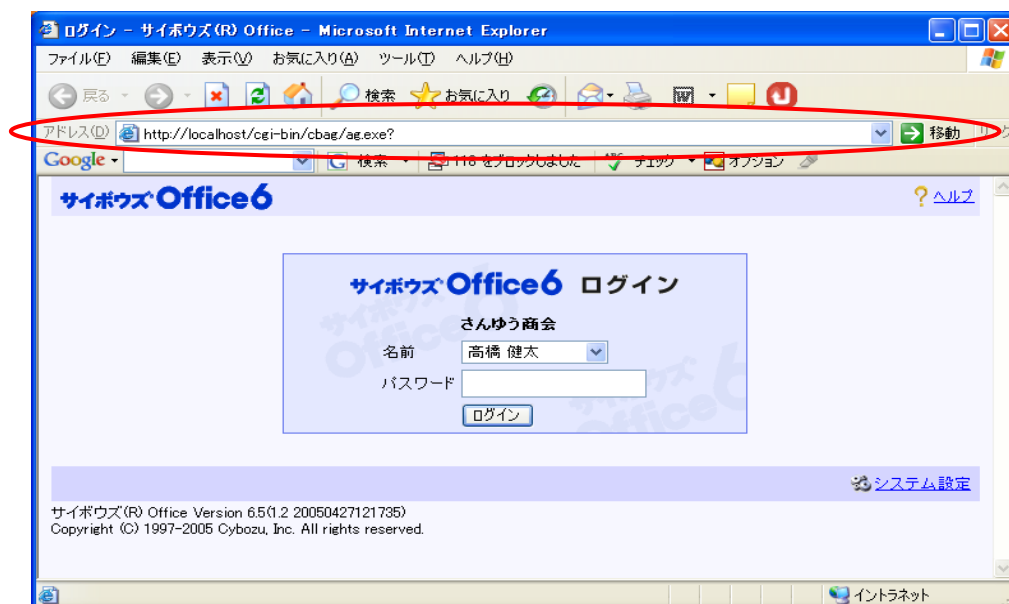 ログイン - サイボウズ(R) Office - Microsoft Internet Explorer
ファイル(F) 編集(E) 表示(V) お気に入り(A) ツール(T) ヘルプ(H)
戻る 検索 お気に入り
アドレス(D) http://localhost/cgi-bin/cbag/ag.exe? 移動 リンク
Google 検索 118 をブロックしました チェック オプション
サイボウズ Office6 ? ヘルプ
サイボウズ Office6 ログイン
さんゆう商会
名前 高橋 健太
パスワード
ログイン
システム設定
サイボウズ(R) Office Version 6.5(1.2 20050427121735)
Copyright (C) 1997-2005 Cybozu, Inc. All rights reserved.
イントラネット